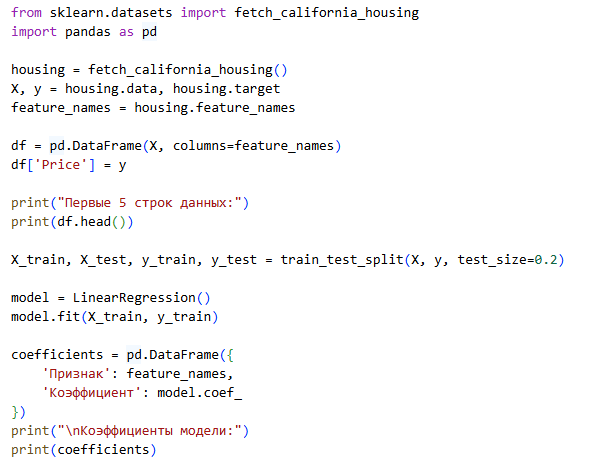 from sklearn.datasets import fetch_california_housing
import pandas as pd
housing = fetch_california_housing()
X, y = housing.data, housing.target
feature_names = housing.feature_names
df = pd.DataFrame(X, columns=feature_names)
df['Price'] = y
print("Первые 5 строк данных:")
print(df.head())
X_train, X_test, y_train, y_test = train_test_split(X, y, test_size=0.2)
model = LinearRegression()
model.fit(X_train, y_train)
coefficients = pd.DataFrame({
    'Признак': feature_names,
    'Коэффициент': model.coef_
})
print("\nКоэффициенты модели:")
print(coefficients)